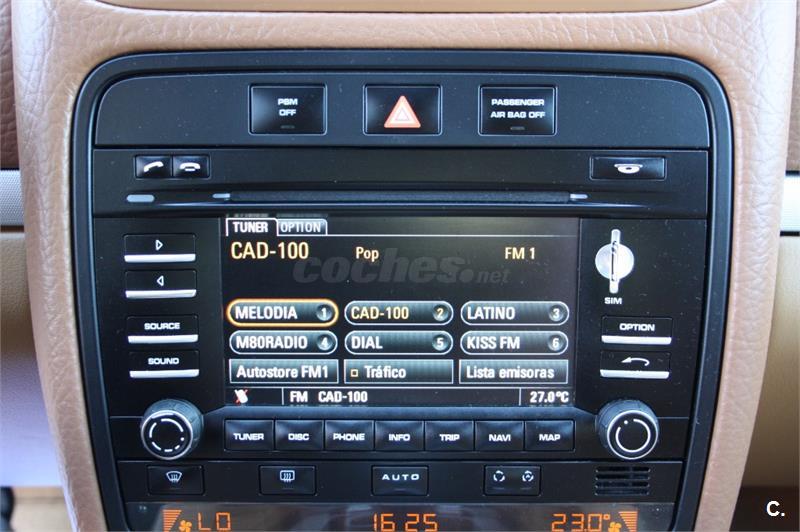 PSM OFF
PASSENGER AIR BAG OFF
TUNER OPTION
CAD-100 Pop FM 1
coches.net
SIM
MELODIA 1 CAD-100 2 LATINO 3
M80RADIO 4 DIAL 5 KISS FM 6
Autostore FM1 Tráfico Lista emisoras
FM CAD-100 27.0°C
SOURCE
SOUND
OPTION
TUNER DISC PHONE INFO TRIP NAVI MAP
AUTO
LO 16:25 23.0°
C.